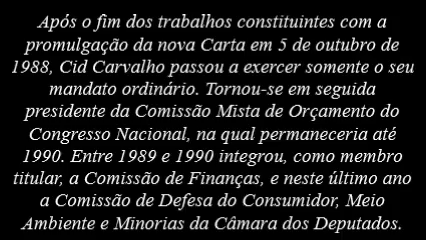 Após o fim dos trabalhos constituintes com a
promulgação da nova Carta em 5 de outubro de
1988, Cid Carvalho passou a exercer somente o seu
mandato ordinário. Tornou-se em seguida
presidente da Comissão Mista de Orçamento do
Congresso Nacional, na qual permaneceria até
1990. Entre 1989 e 1990 integrou, como membro
titular, a Comissão de Finanças, e neste último ano
a Comissão de Defesa do Consumidor, Meio
Ambiente e Minorias da Câmara dos Deputados.